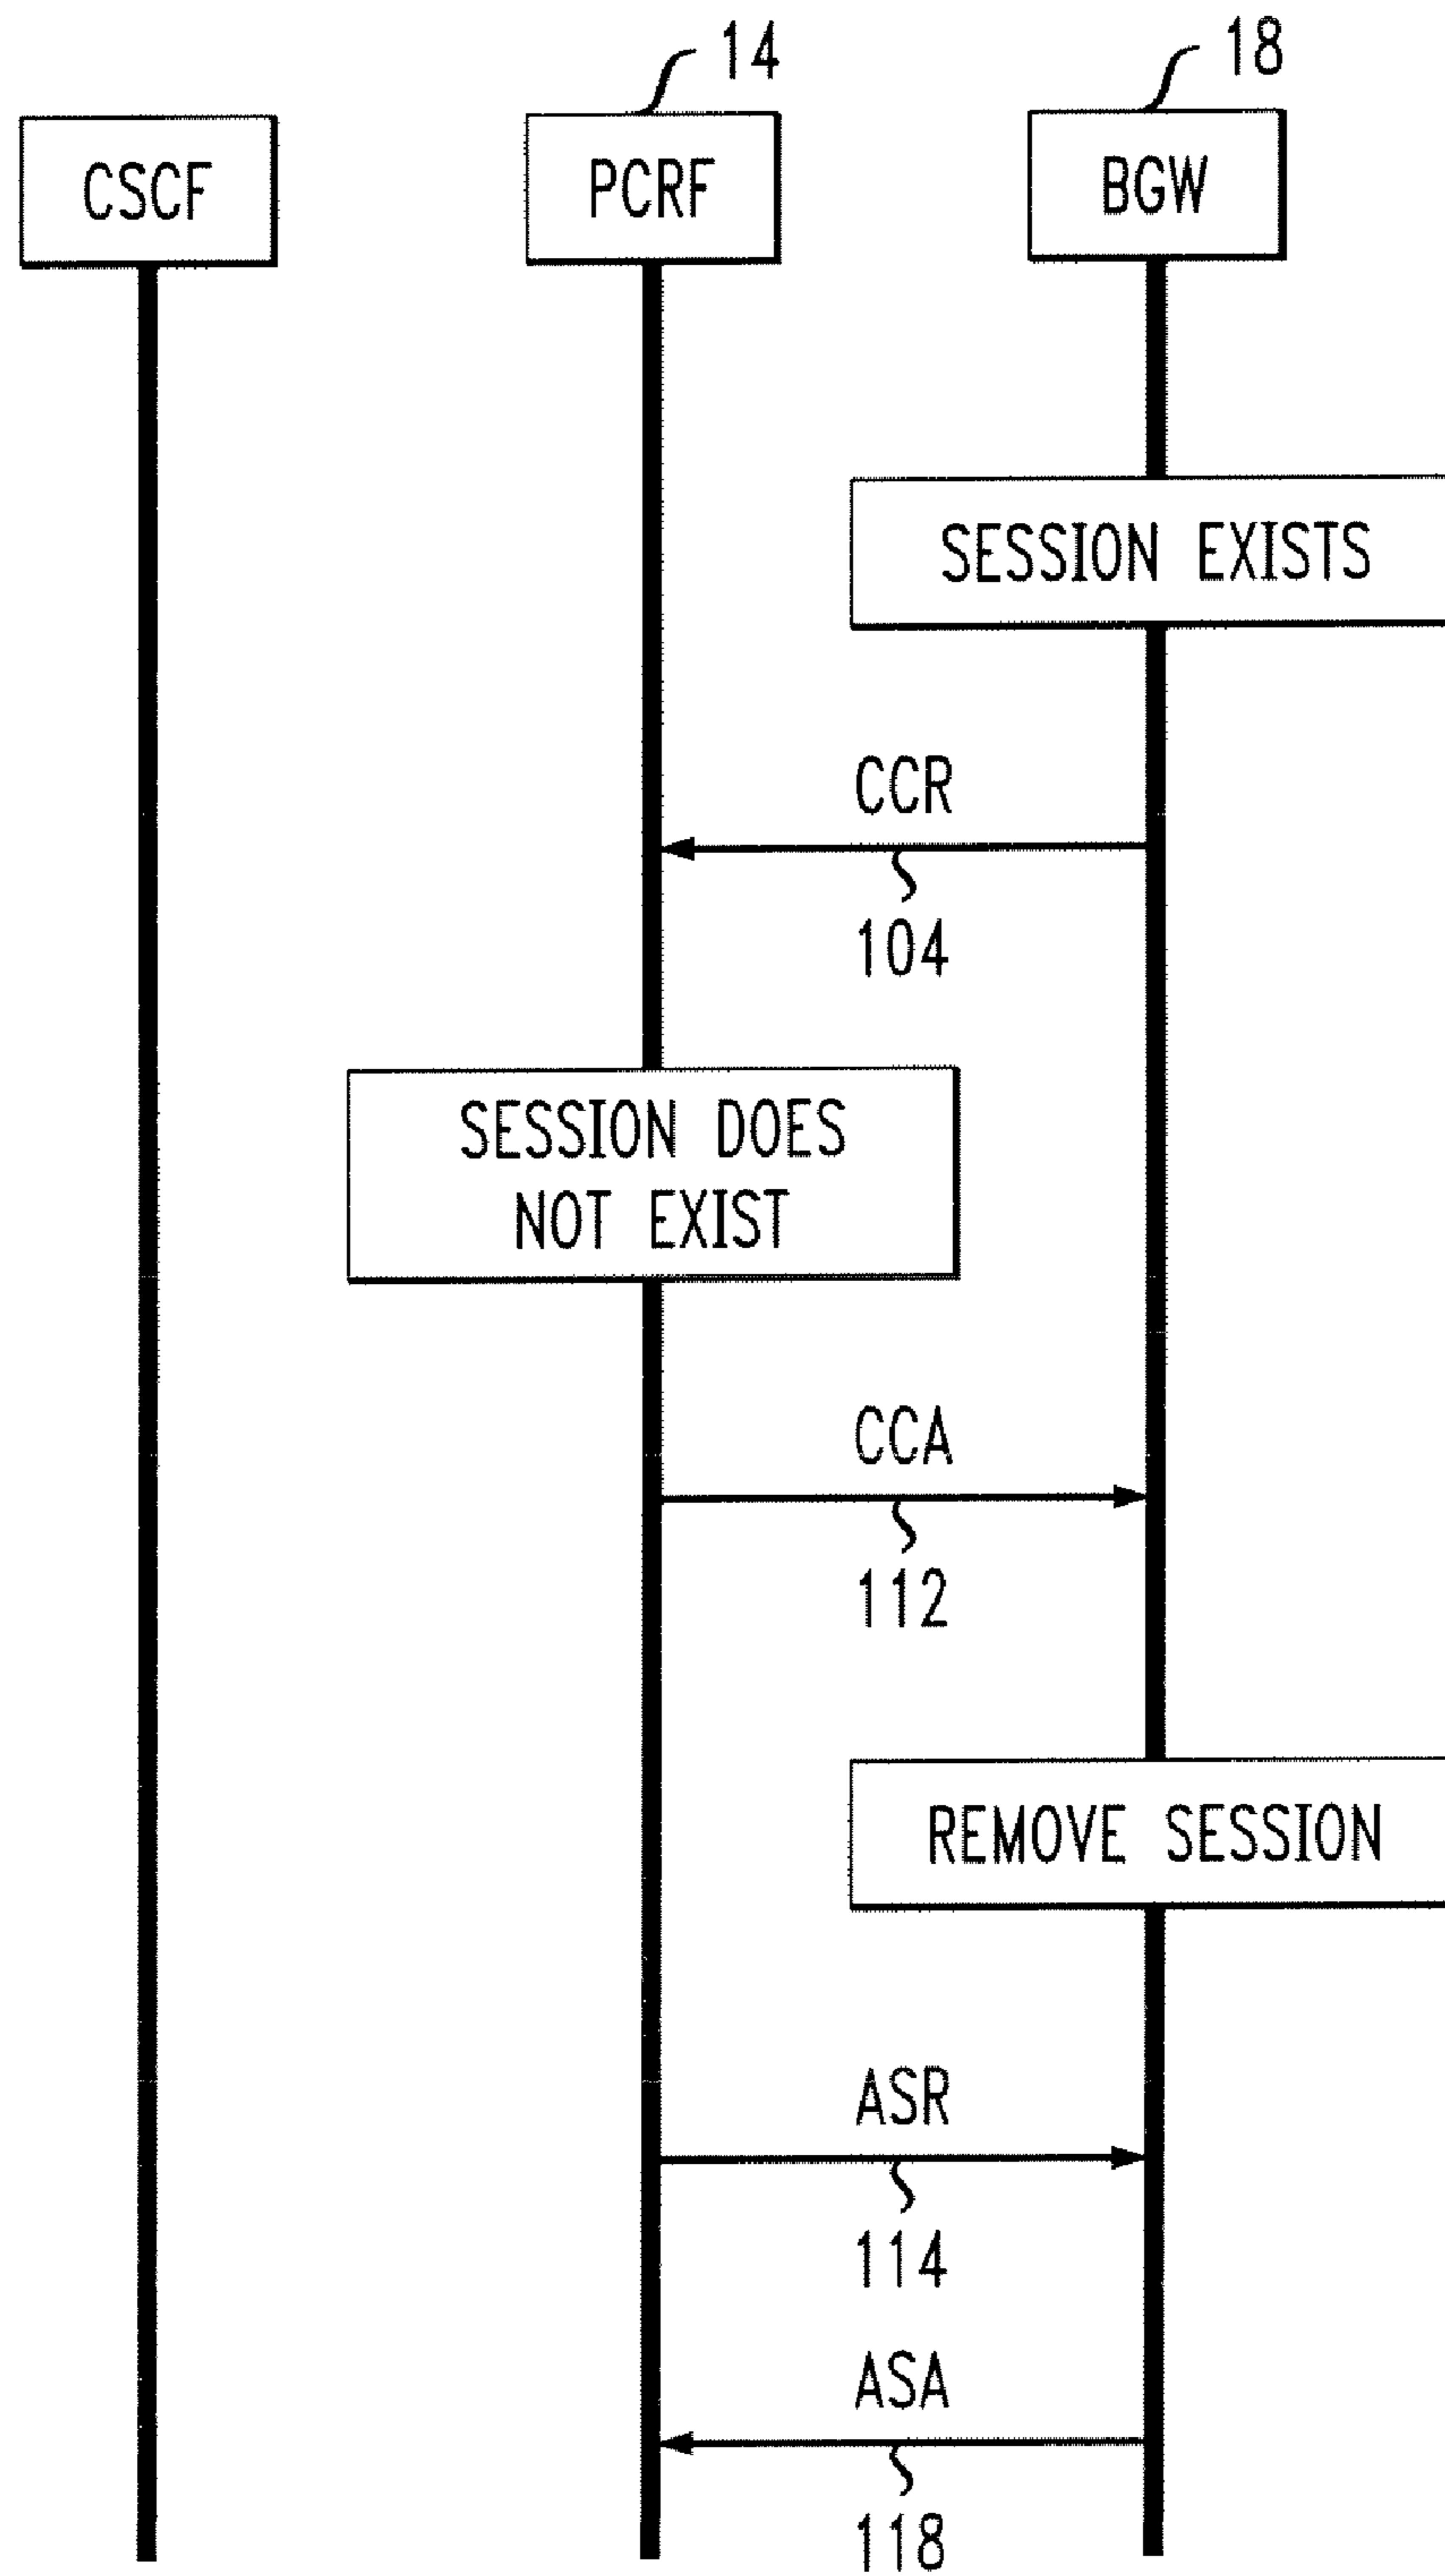 14
18
CSCF
PCRF
BGW
SESSION EXISTS
CCR
104
SESSION DOES
NOT EXIST
CCA
112
REMOVE SESSION
ASR
114
ASA
118